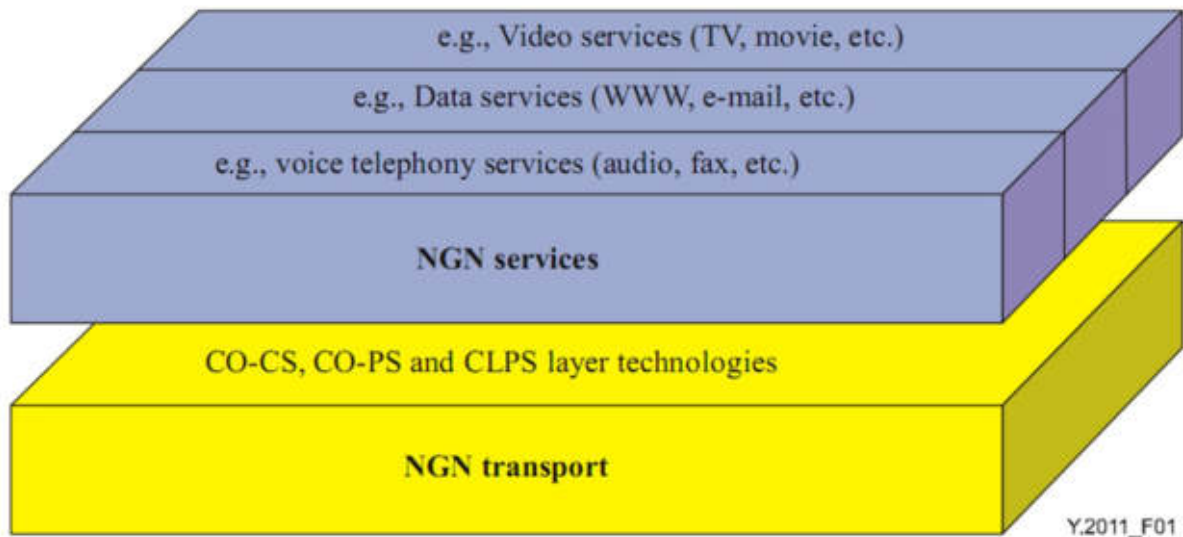 e.g., Video services (TV, movie, etc.)
e.g., Data services (WWW, e-mail, etc.)
e.g., voice telephony services (audio, fax, etc.)
NGN services
CO-CS, CO-PS and CLPS layer technologies
NGN transport
Y.2011_F01